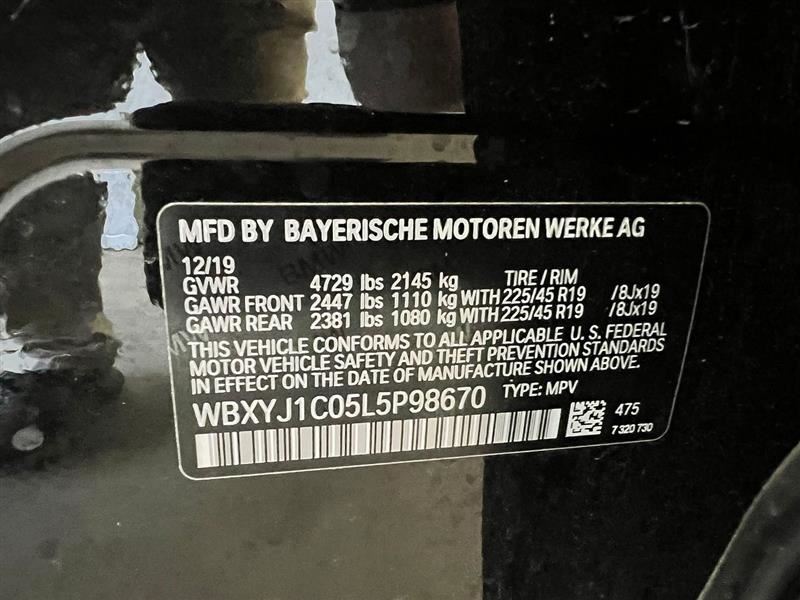 MFD BY BAYERISCHE MOTOREN WERKE AG
12/19
GVWR 4729 lbs 2145 kg TIRE / RIM
GAWR FRONT 2447 lbs 1110 kg WITH 225/45 R19 /8Jx19
GAWR REAR 2381 lbs 1080 kg WITH 225/45 R19 /8Jx19
THIS VEHICLE CONFORMS TO ALL APPLICABLE U. S. FEDERAL
MOTOR VEHICLE SAFETY AND THEFT PREVENTION STANDARDS
IN EFFECT ON THE DATE OF MANUFACTURE SHOWN ABOVE.
WBXYJ1C05L5P98670 TYPE: MPV
475
7 320 730